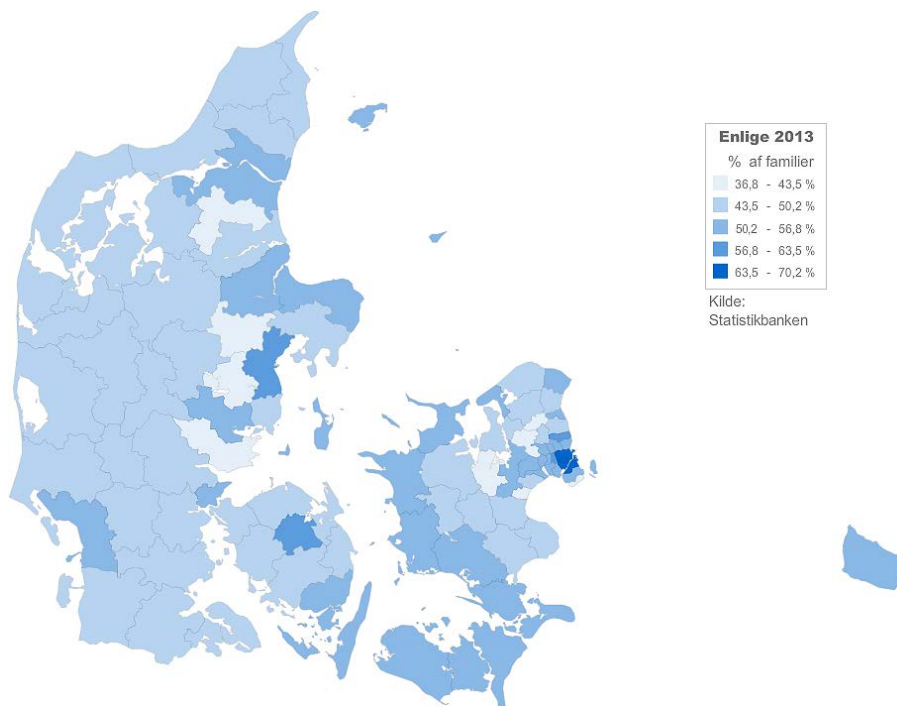 Enlige 2013
% af familier
36,8 - 43,5 %
43,5 - 50,2 %
50,2 - 56,8 %
56,8 - 63,5 %
63,5 - 70,2 %
Kilde:
Statistikbanken